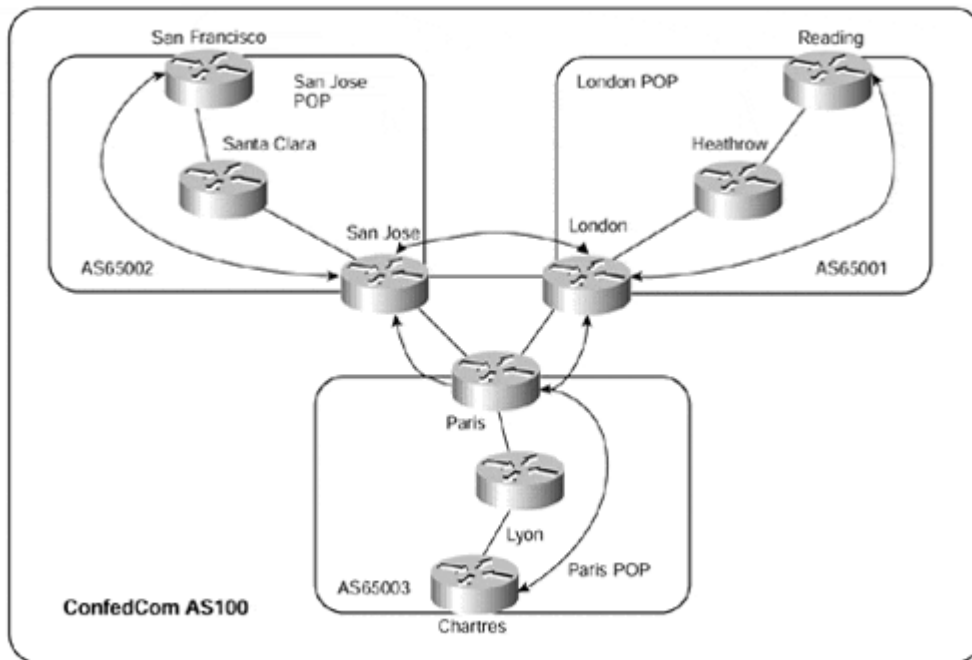 San Francisco
San Jose
POP
Santa Clara
San Jose
AS65002
Reading
London POP
Heathrow
London
AS65001
Paris
Lyon
AS65003
Paris POP
Chartres
ConfedCom AS100